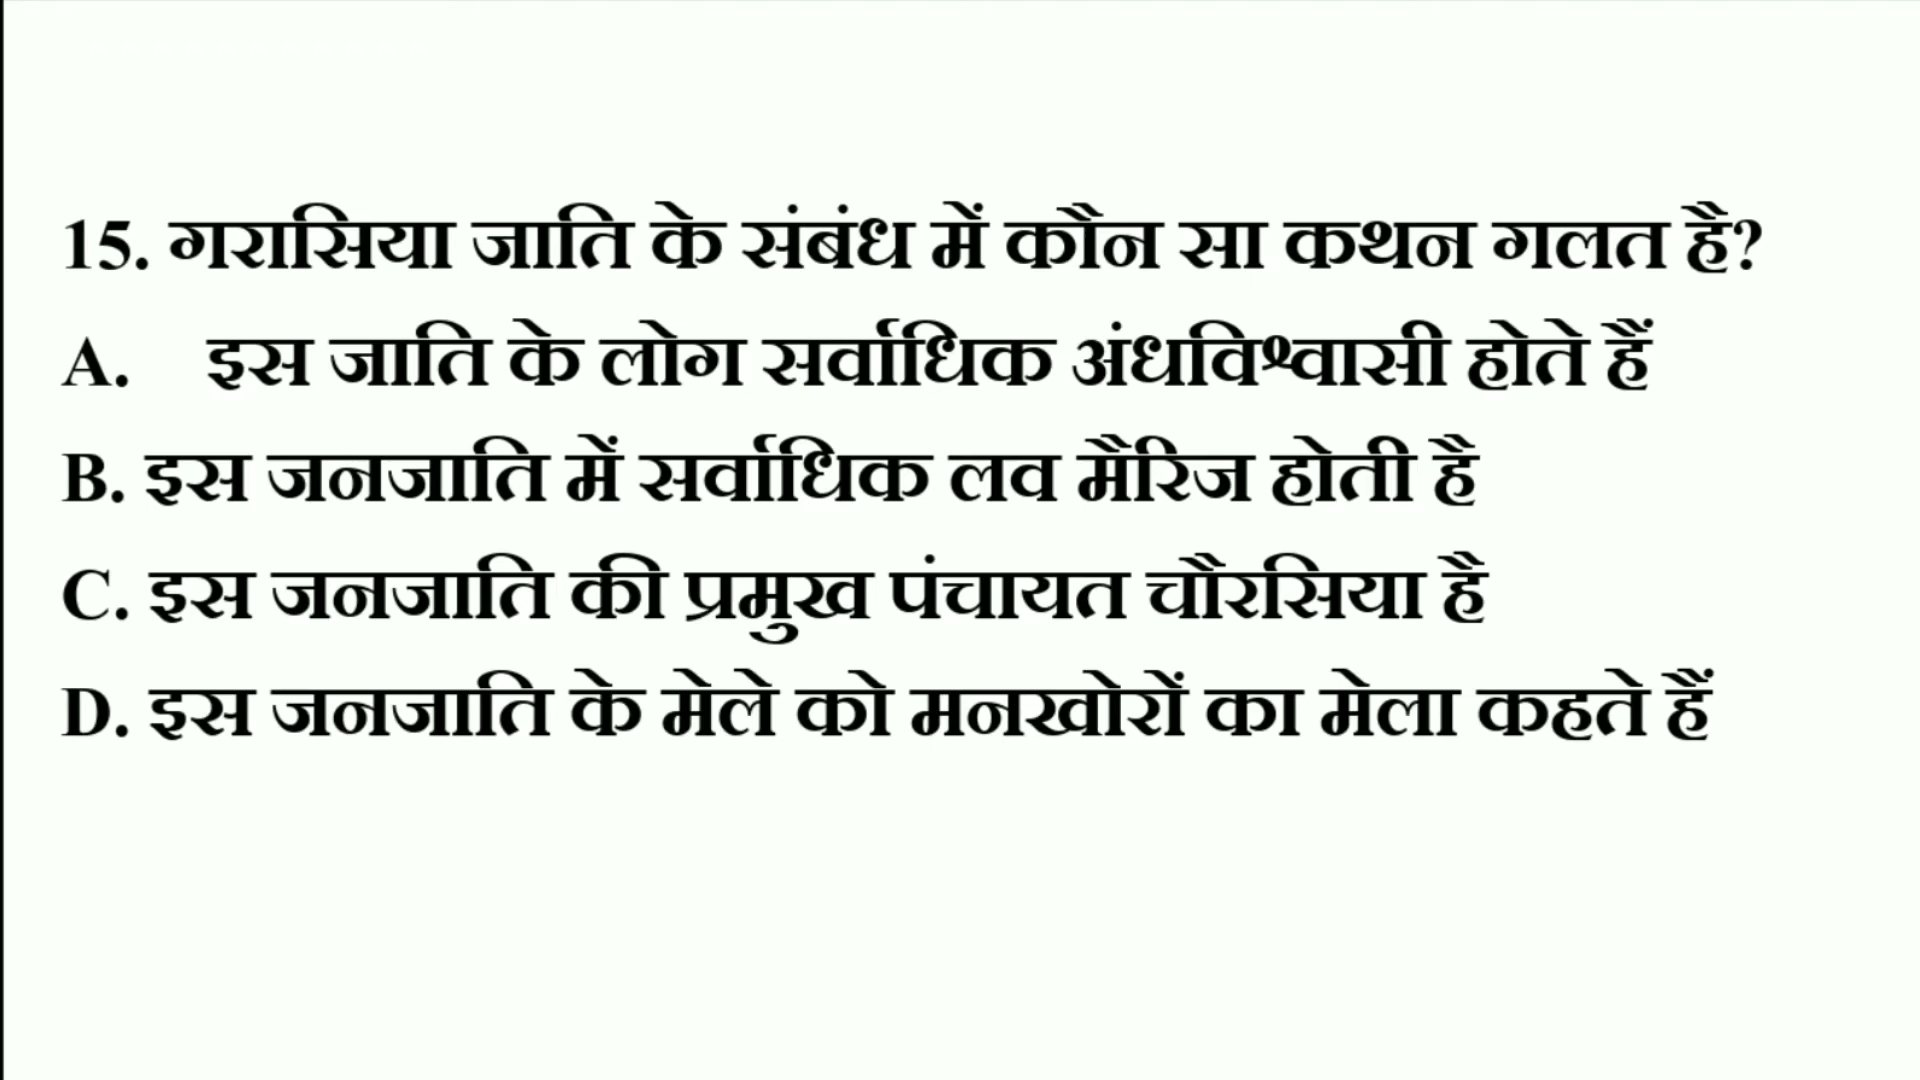 15. गरासिया जाति के संबंध में कौन सा कथन गलत है?
A. इस जाति के लोग सर्वाधिक अंधविश्वासी होते हैं
B. इस जनजाति में सर्वाधिक लव मैरिज होती है
C. इस जनजाति की प्रमुख पंचायत चौरसिया है
D. इस जनजाति के मेले को मनखोरों का मेला कहते हैं